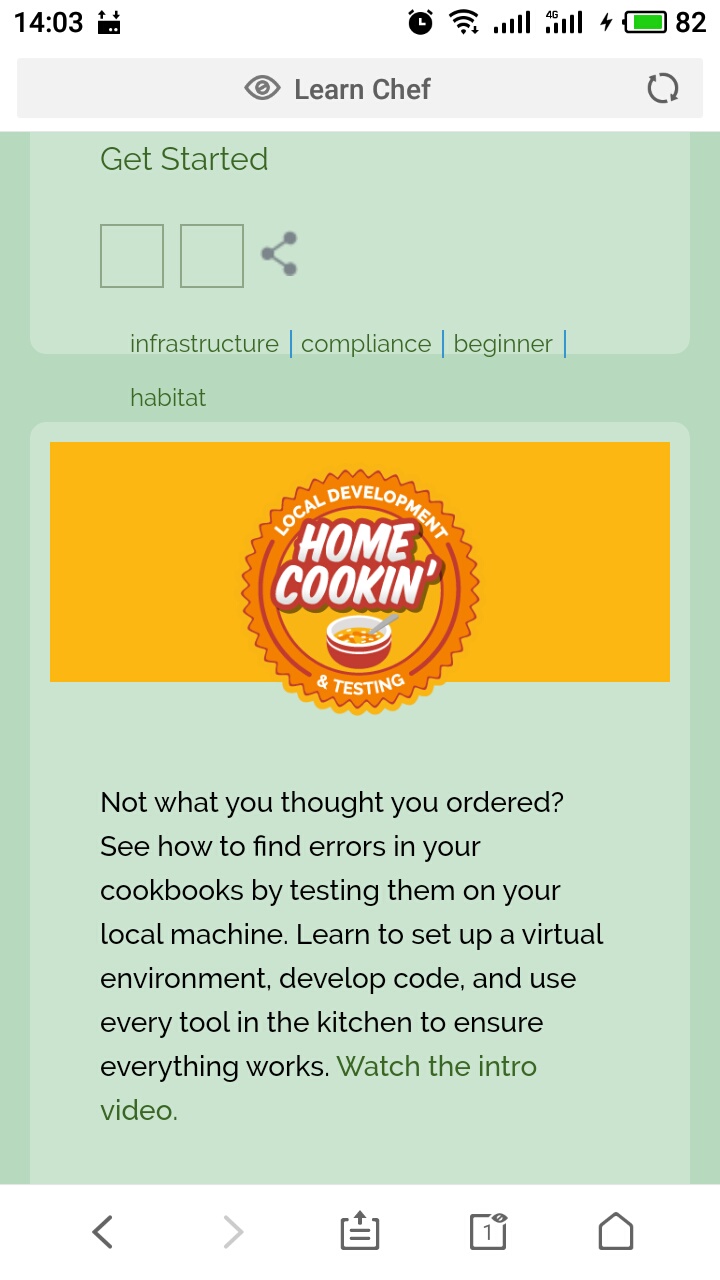 14:03
4G
82
Learn Chef
Get Started
infrastructure
compliance
beginner
habitat
LOCAL DEVELOPMENT
HOME
COOKIN'
& TESTING
Not what you thought you ordered?
See how to find errors in your
cookbooks by testing them on your
local machine. Learn to set up a virtual
environment, develop code, and use
every tool in the kitchen to ensure
everything works. Watch the intro
video.
1